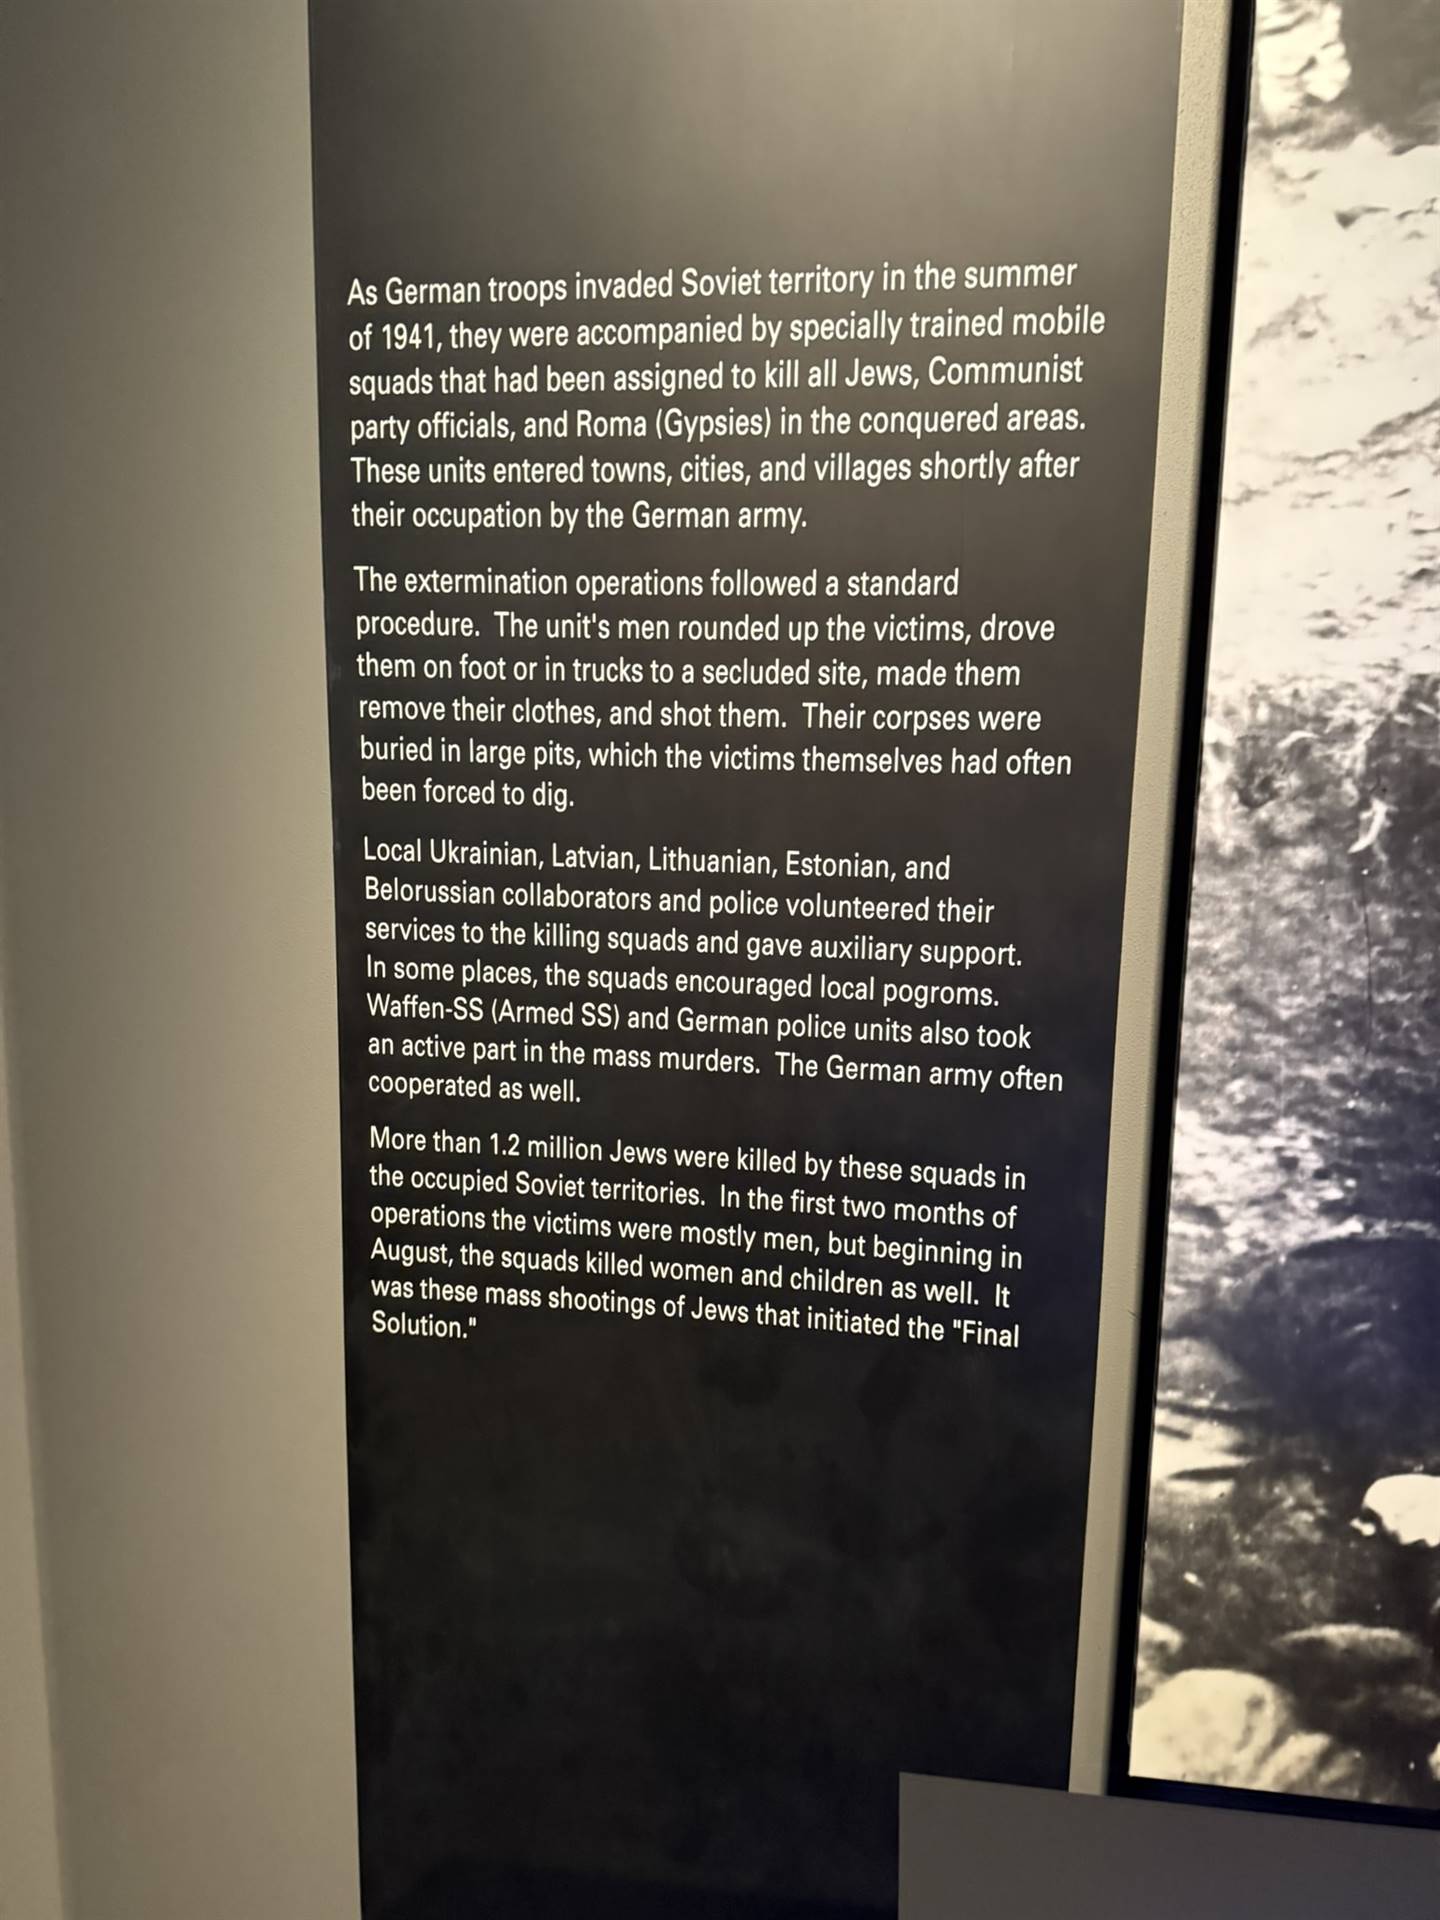 As German troops invaded Soviet territory in the summer
of 1941, they were accompanied by specially trained mobile
squads that had been assigned to kill all Jews, Communist
party officials, and Roma (Gypsies) in the conquered areas.
These units entered towns, cities, and villages shortly after
their occupation by the German army.
The extermination operations followed a standard
procedure.  The unit's men rounded up the victims, drove
them on foot or in trucks to a secluded site, made them
remove their clothes, and shot them.  Their corpses were
buried in large pits, which the victims themselves had often
been forced to dig.
Local Ukrainian, Latvian, Lithuanian, Estonian, and
Belorussian collaborators and police volunteered their
services to the killing squads and gave auxiliary support.
In some places, the squads encouraged local pogroms.
Waffen-SS (Armed SS) and German police units also took
an active part in the mass murders.  The German army often
cooperated as well.
More than 1.2 million Jews were killed by these squads in
the occupied Soviet territories.  In the first two months of
operations the victims were mostly men, but beginning in
August, the squads killed women and children as well.  It
was these mass shootings of Jews that initiated the "Final
Solution."